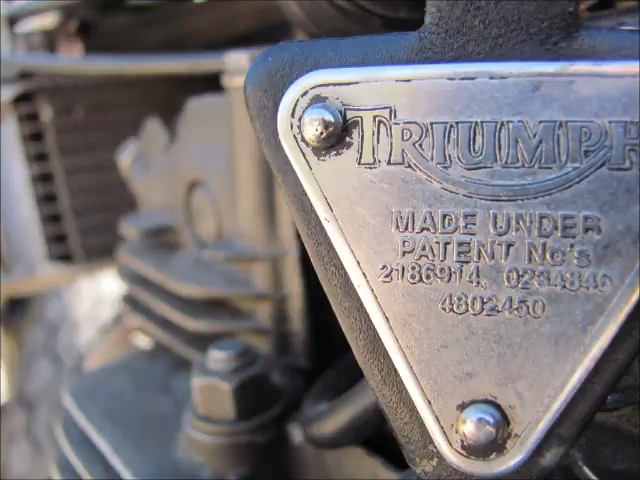 TRIUMPH
MADE UNDER
PATENT No's
2186914, 0234840
4802450